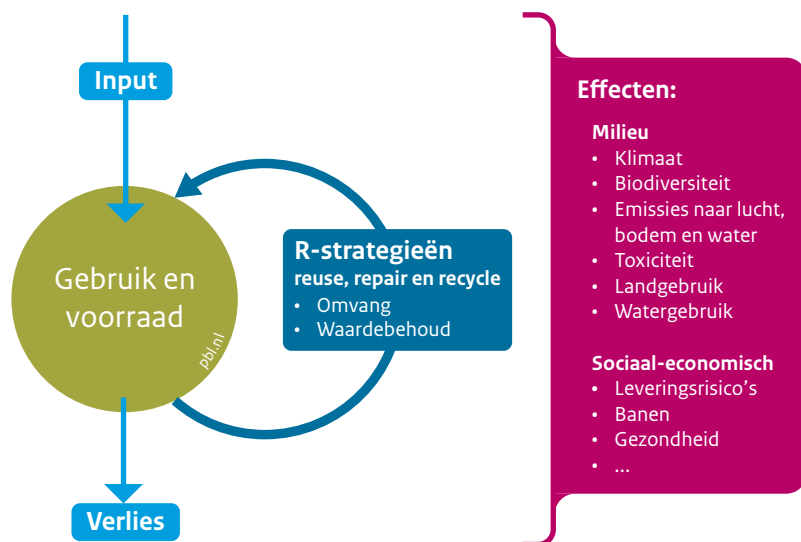 Input
Gebruik en
voorraad
pbl.nl
R-strategieën
reuse, repair en recycle
• Omvang
• Waardebehoud
Verlies
Effecten:
Milieu
• Klimaat
• Biodiversiteit
• Emissies naar lucht,
bodem en water
• Toxiciteit
• Landgebruik
• Watergebruik
Sociaal-economisch
• Leveringsrisico's
• Banen
• Gezondheid
• ...